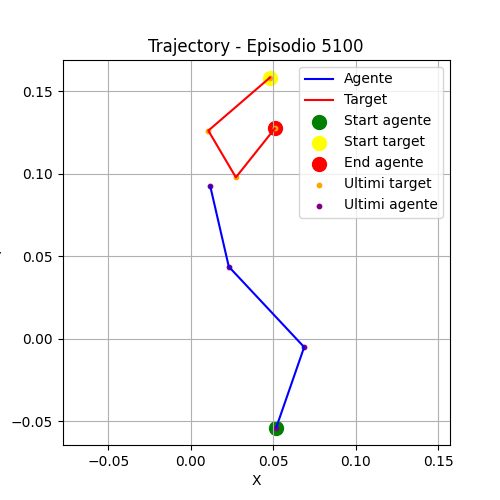 Trajectory - Episodio 5100
Agente
Target
Start agente
Start target
End agente
Ultimi target
Ultimi agente
0.15
0.10
0.05
0.00
−0.05
−0.05
0.00
0.05
0.10
0.15
X